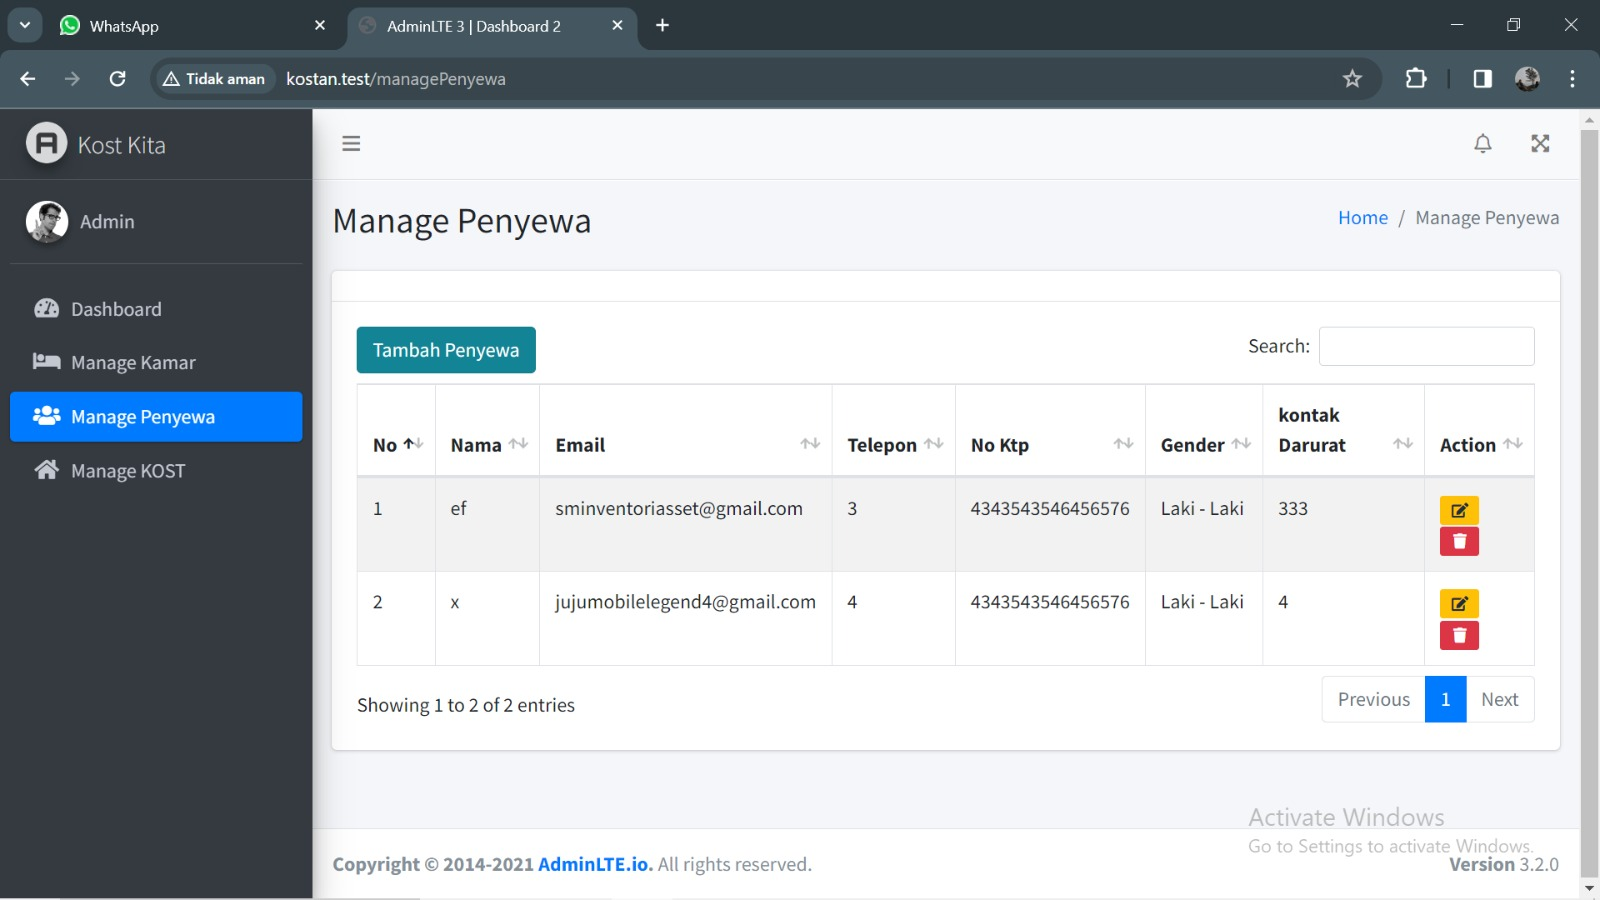 WhatsApp
AdminLTE 3 | Dashboard 2
Tidak aman
kostan.test/managePenyewa
Kost Kita
Admin
Dashboard
Manage Kamar
Manage Penyewa
Manage KOST
Manage Penyewa
Home / Manage Penyewa
Tambah Penyewa
Search:
No Nama Email Telepon No Ktp Gender kontak Darurat Action
1 ef sminventoriasset@gmail.com 3 4343543546456576 Laki - Laki 333
2 x jujumobilelegend4@gmail.com 4 4343543546456576 Laki - Laki 4
Showing 1 to 2 of 2 entries
Previous 1 Next
Activate Windows
Go to Settings to activate Windows.
Copyright © 2014-2021 AdminLTE.io. All rights reserved.
Version 3.2.0